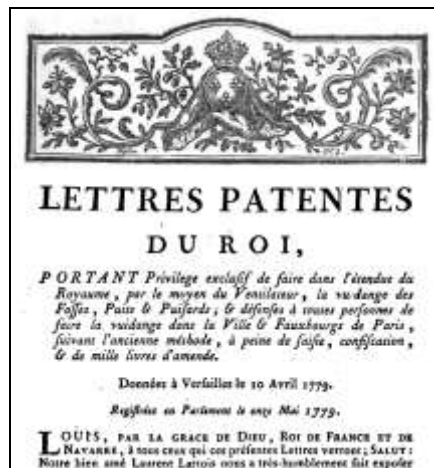 LETTRES PATENTES
DU ROI,
PORTANT Privilege exclusif de faire dans l'étendue du
Royaume, par le moyen du Ventilateur, la vuidange des
Fosses, Puits & Puisards; & défenses à toutes personnes de
faire la vuidange dans la Ville & Fauxbourgs de Paris,
suivant l'ancienne méthode, à peine de saisie, confiscation,
& de mille livres d'amende.
Données à Versailles le 10 Avril 1779.
Registrées en Parlement le onze Mai 1779.
LOUIS, PAR LA GRACE DE DIEU, ROI DE FRANCE ET DE
NAVARRE, à tous ceux qui ces présentes Lettres verront; SALUT:
Notre bien amé Laurent Lartois nous a très-humblement fait exposer